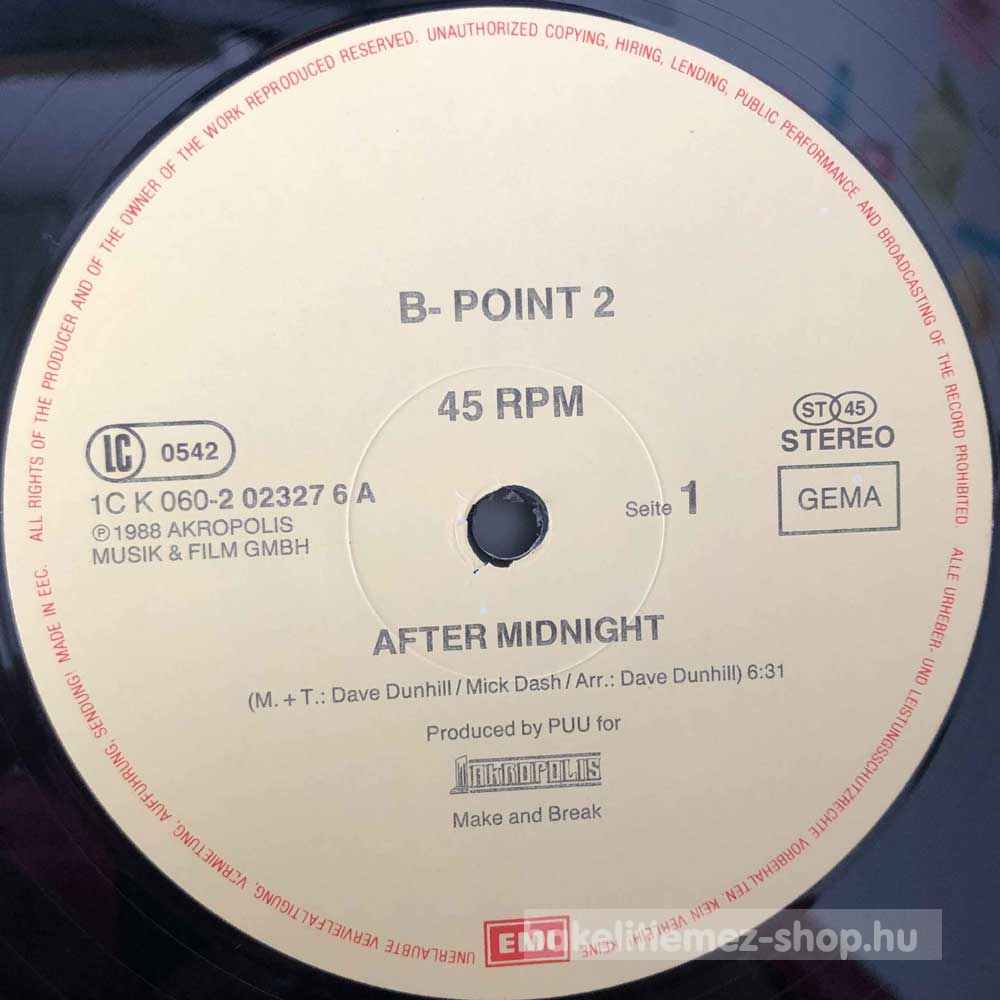 ALL RIGHTS OF THE PRODUCER AND OF THE OWNER OF THE WORK REPRODUCED RESERVED. UNAUTHORIZED COPYING, HIRING, LENDING, PUBLIC PERFORMANCE AND BROADCASTING OF THE RECORD PROHIBITED.
B- POINT 2
45 RPM
LC 0542
1C K 060-2 02327 6 A
℗ 1988 AKROPOLIS
MUSIK & FILM GMBH
ST 45
STEREO
GEMA
Seite 1
AFTER MIDNIGHT
(M. + T.: Dave Dunhill / Mick Dash / Arr.: Dave Dunhill) 6:31
Produced by PUU for
AKROPOLIS
Make and Break
ALLE URHEBER- UND LEISTUNGSSCHUTZRECHTE VORBEHALTEN. KEIN VERLEIH! KEINE
UNERLAUBTE VERVIELFÄLTIGUNG, VERMIETUNG, AUFFÜHRUNG, SENDUNG! MADE IN EEC.
EMI
bakelitlemez-shop.hu